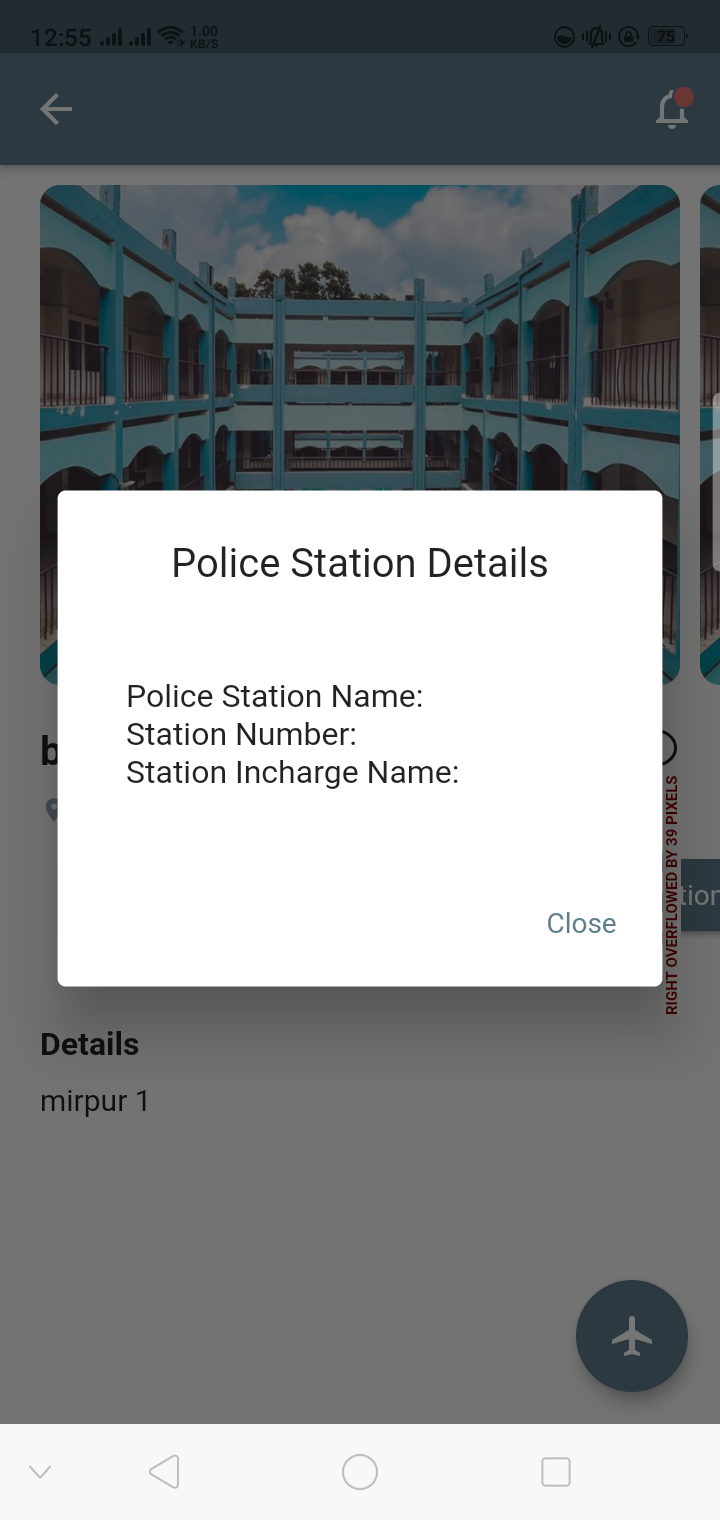 12:55
1.00
KB/S
75
Police Station Details
Police Station Name:
Station Number:
Station Incharge Name:
b
RIGHT OVERFLOWED BY 39 PIXELS
tion
Close
Details
mirpur 1